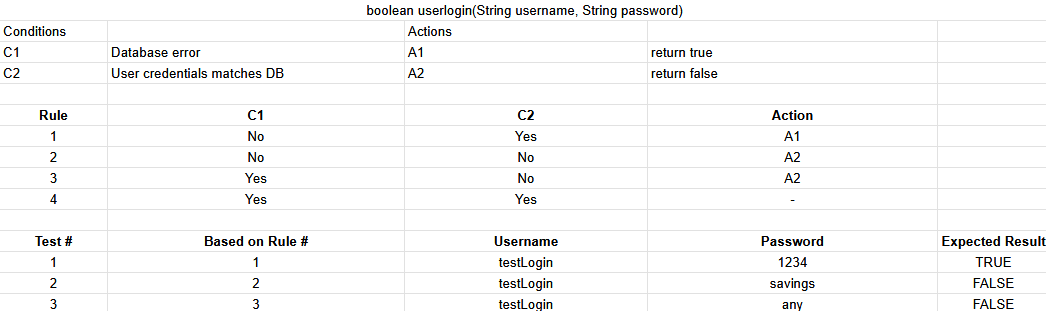 boolean userlogin(String username, String password)
Conditions Actions
C1 Database error A1 return true
C2 User credentials matches DB A2 return false
Rule C1 C2 Action
1 No Yes A1
2 No No A2
3 Yes No A2
4 Yes Yes -
Test # Based on Rule # Username Password Expected Result
1 1 testLogin 1234 TRUE
2 2 testLogin savings FALSE
3 3 testLogin any FALSE